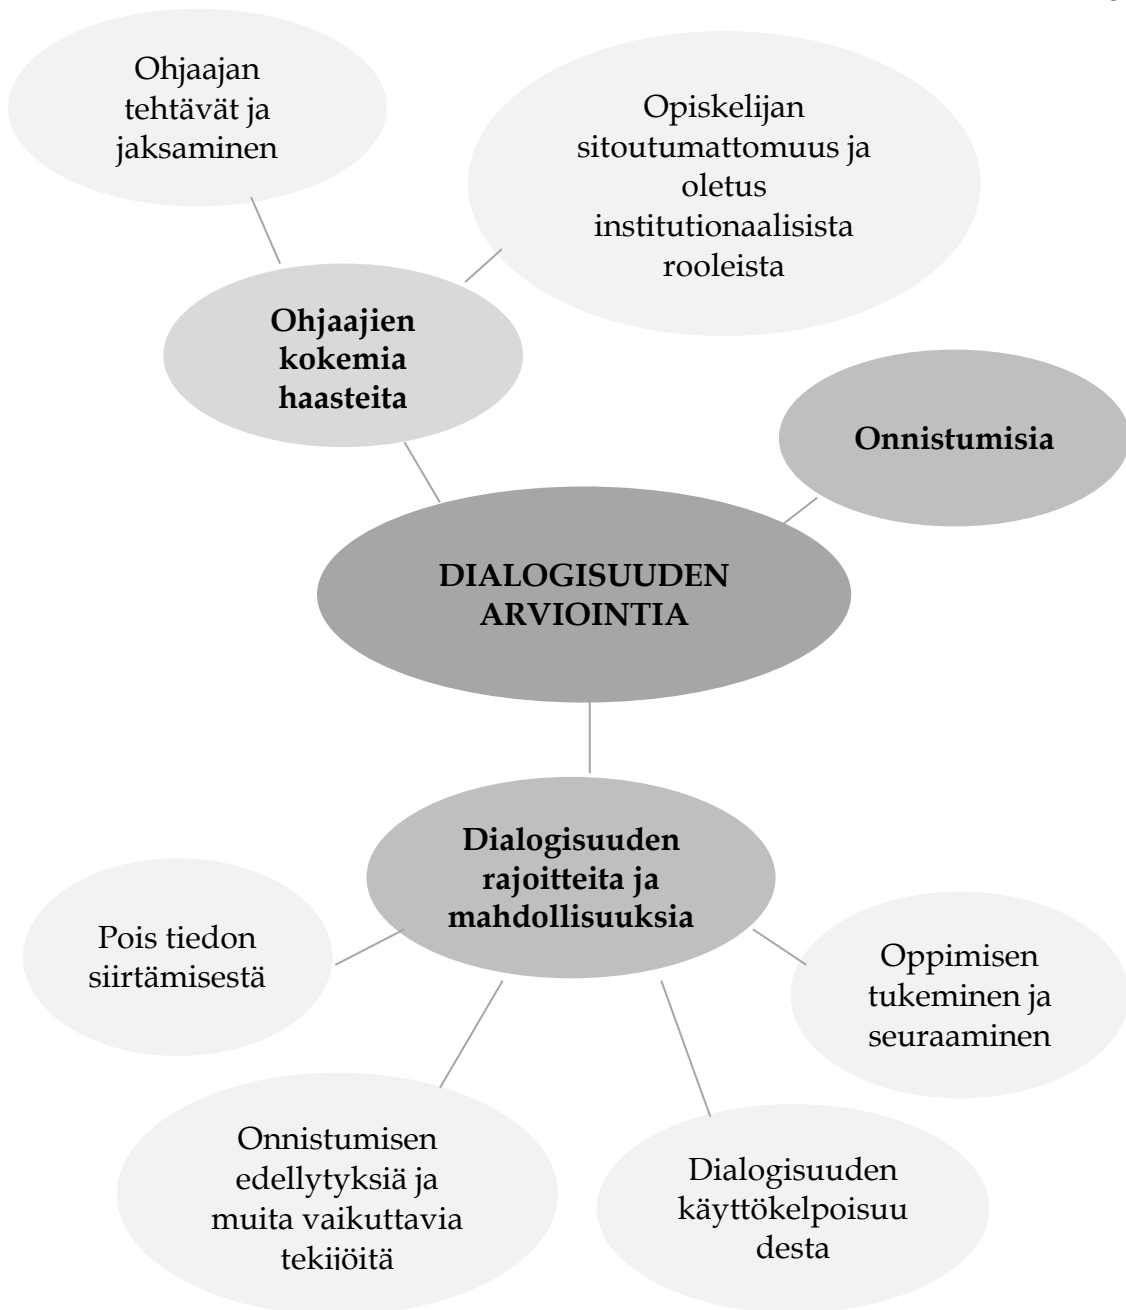 Ohjaajan
tehtävät ja
jaksaminen
Opiskelijan
sitoutumattomuus ja
oletus
institutionaalisista
rooleista
Ohjaajien
kokemia
haasteita
Onnistumisia
DIALOGISUUDEN
ARVIOINTIA
Dialogisuuden
rajoitteita ja
mahdollisuuksia
Pois tiedon
siirtämisestä
Oppimisen
tukeminen ja
seuraaminen
Onnistumisen
edellytyksiä ja
muita vaikuttavia
tekijöitä
Dialogisuuden
käyttökelpoisuu
desta